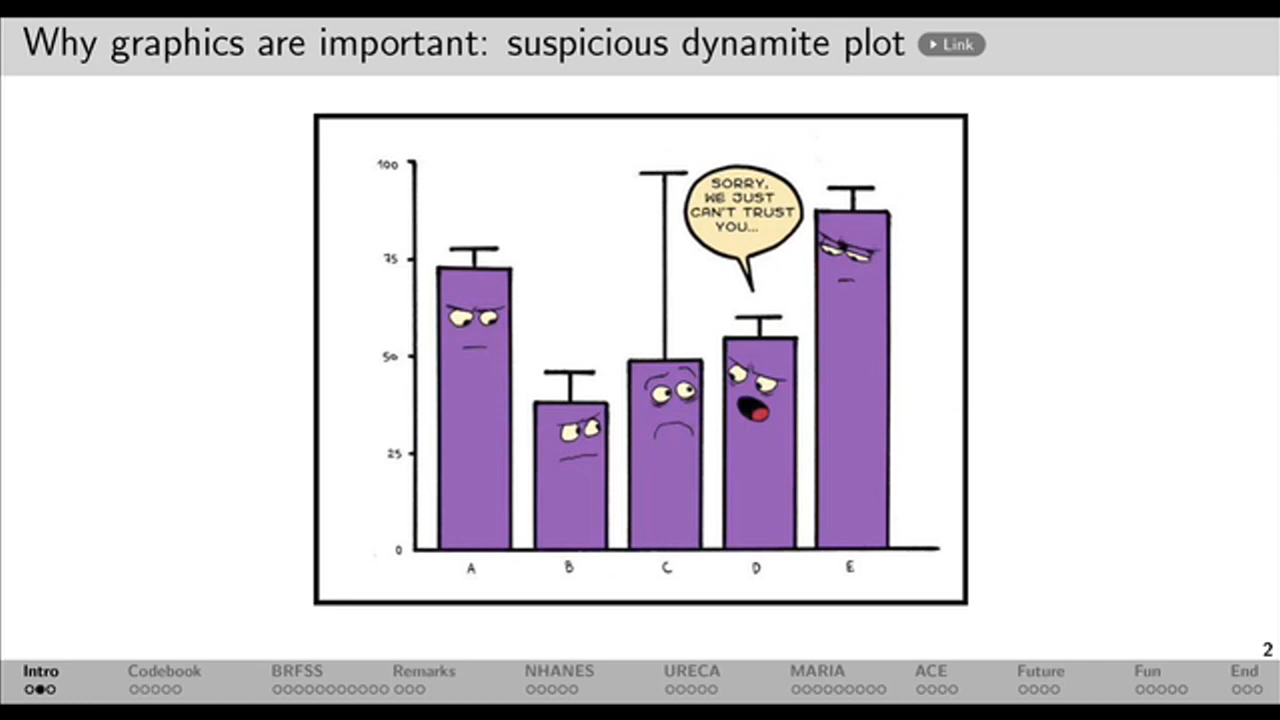 Why graphics are important: suspicious dynamite plot Link
100
SORRY,
WE JUST
CAN'T TRUST
YOU...
75
50
25
0
A B C D E
2
Intro Codebook BRFSS Remarks NHANES URECA MARIA ACE Future Fun End